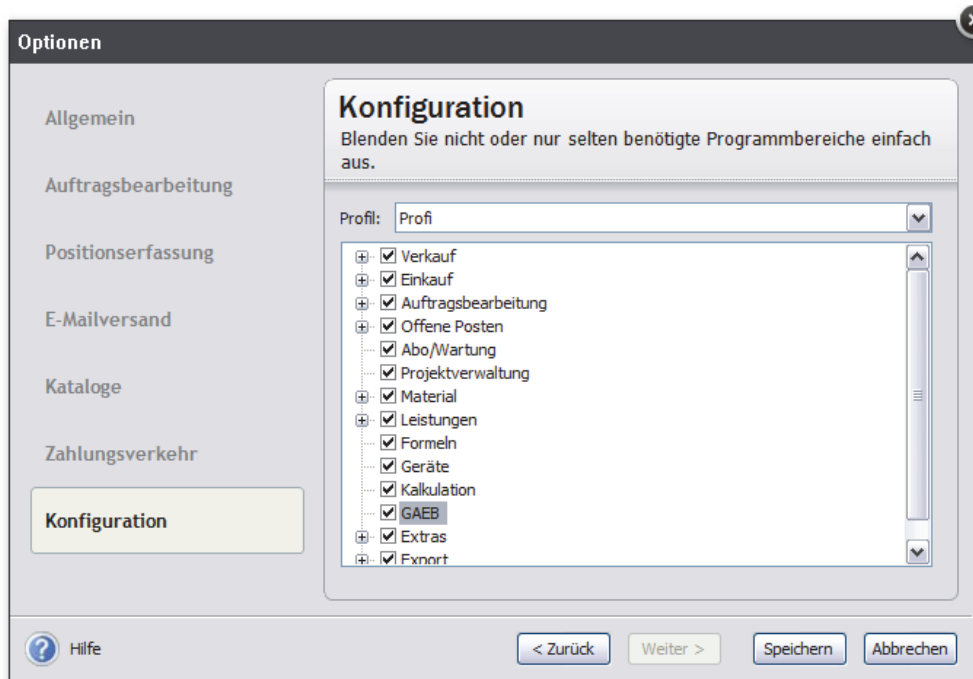 Optionen
Allgemein
Auftragsbearbeitung
Positionserfassung
E-Mailversand
Kataloge
Zahlungsverkehr
Konfiguration
Konfiguration
Blenden Sie nicht oder nur selten benötigte Programmbereiche einfach
aus.
Profil: Profi
Verkauf
Einkauf
Auftragsbearbeitung
Offene Posten
Abo/Wartung
Projektverwaltung
Material
Leistungen
Formeln
Geräte
Kalkulation
GAEB
Extras
Export
Hilfe
< Zurück
Weiter >
Speichern
Abbrechen